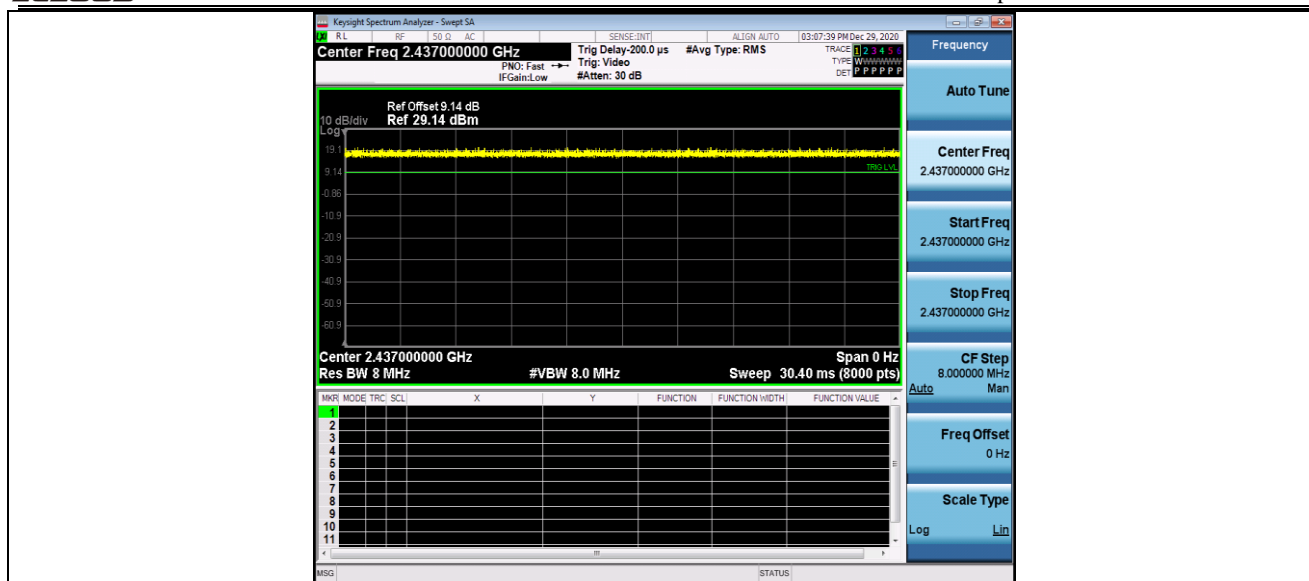 Keysight Spectrum Analyzer - Swept SA
RL RF 50 Ω AC SENSE:INT ALIGN AUTO 03:07:39 PM Dec 29, 2020
Center Freq 2.437000000 GHz Trig Delay-200.0 µs #Avg Type: RMS TRACE 1 2 3 4 5 6
PNO: Fast Trig: Video TYPE WWWWWW
IFGain:Low #Atten: 30 dB DET P P P P P P
Ref Offset 9.14 dB
10 dB/div Ref 29.14 dBm
Log
19.1
9.14
TRIG LVL
-0.86
-10.9
-20.9
-30.9
-40.9
-50.9
-60.9
Center 2.437000000 GHz Span 0 Hz
Res BW 8 MHz #VBW 8.0 MHz Sweep 30.40 ms (8000 pts)
MKR MODE TRC SCL X Y FUNCTION FUNCTION WIDTH FUNCTION VALUE
1
2
3
4
5
6
7
8
9
10
11
MSG STATUS
Frequency
Auto Tune
Center Freq
2.437000000 GHz
Start Freq
2.437000000 GHz
Stop Freq
2.437000000 GHz
CF Step
8.000000 MHz
Auto Man
Freq Offset
0 Hz
Scale Type
Log Lin